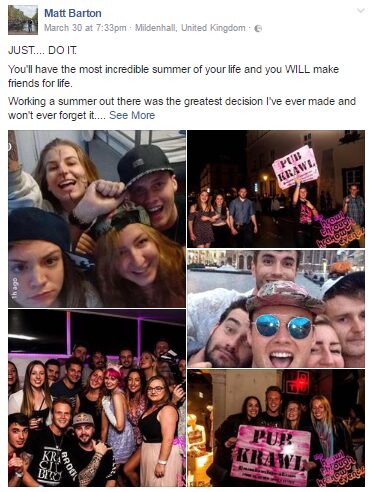 Matt Barton
March 30 at 7:33pm · Mildenhall, United Kingdom ·
JUST.... DO IT.
You'll have the most incredible summer of your life and you WILL make
friends for life.
Working a summer out there was the greatest decision I've ever made and
won't ever forget it.... See More
PUB
KRAWL
1h ago
PUB
KRAWL